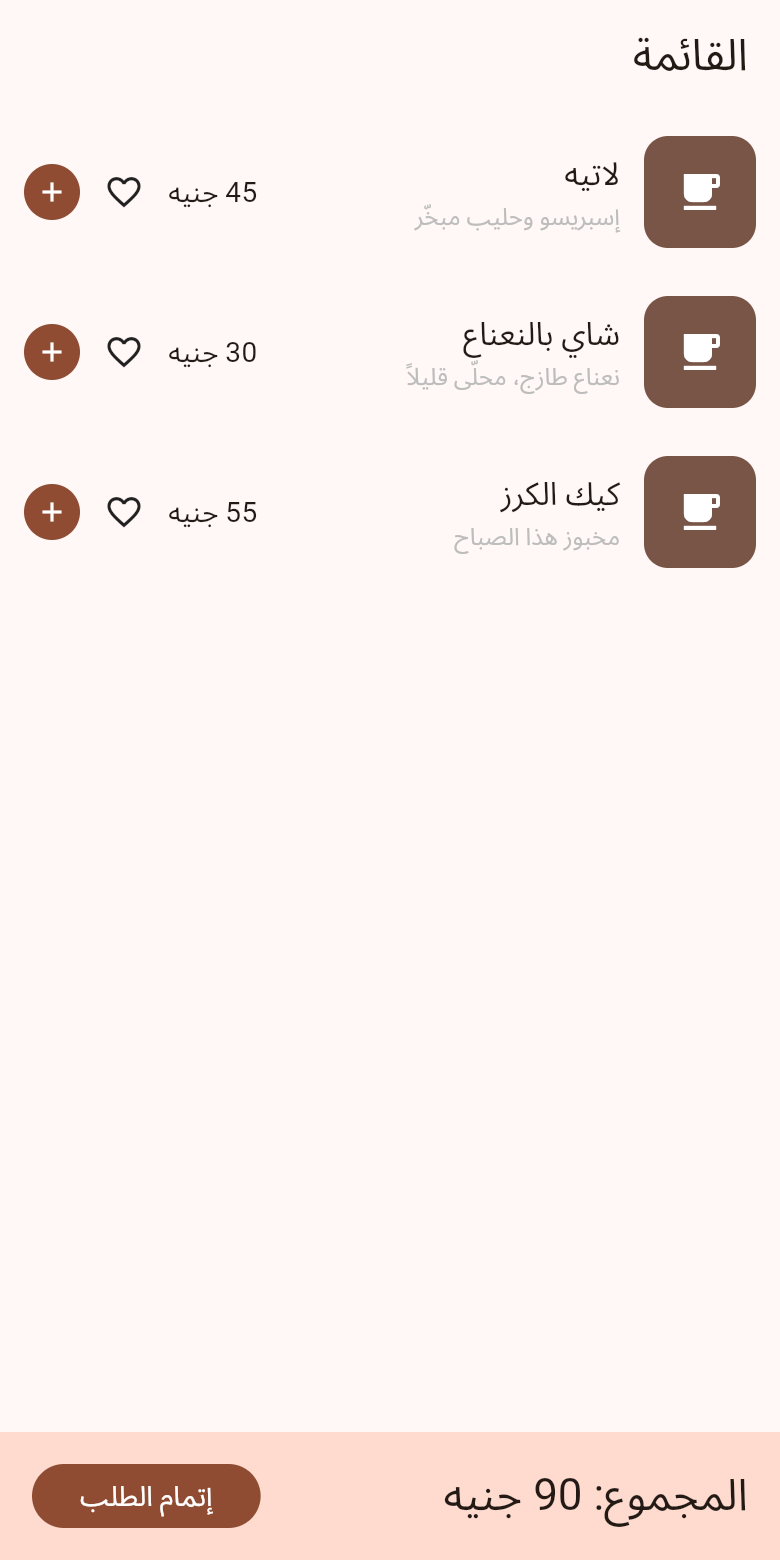 القائمة
لاتيه
إسبريسو وحليب مبخّر
45 جنيه
شاي بالنعناع
نعناع طازج، محلّى قليلاً
30 جنيه
كيك الكرز
مخبوز هذا الصباح
55 جنيه
المجموع: 90 جنيه
إتمام الطلب